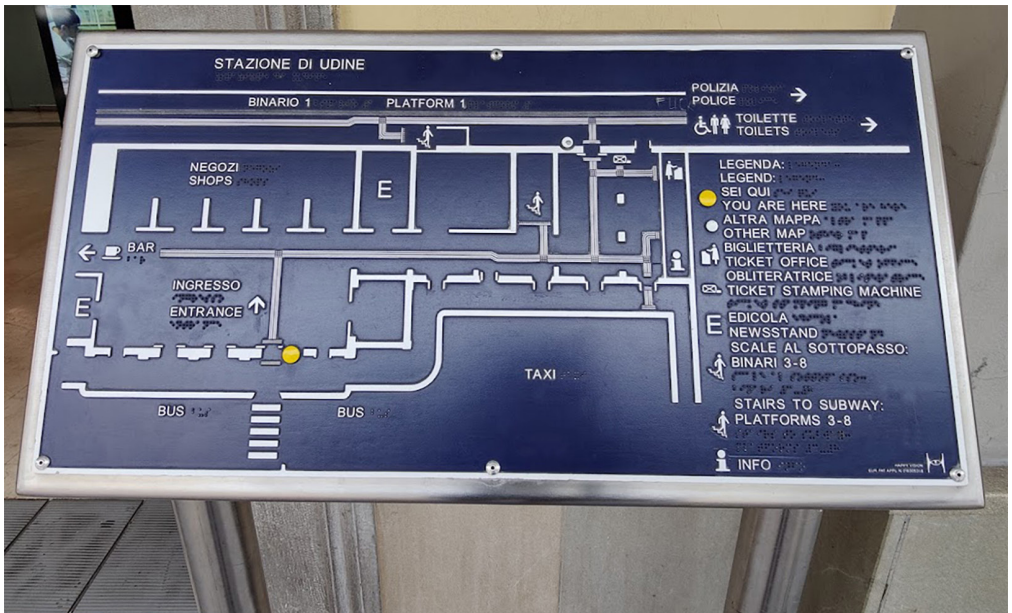 STAZIONE DI UDINE
BINARIO 1 PLATFORM 1
POLIZIA
POLICE
TOILETTE
TOILETS
NEGOZI
SHOPS
E
BAR
INGRESSO
ENTRANCE
E
TAXI
BUS
BUS
LEGENDA:
LEGEND:
SEI QUI
YOU ARE HERE
ALTRA MAPPA
OTHER MAP
BIGLIETTERIA
TICKET OFFICE
OBLITERATRICE
TICKET STAMPING MACHINE
E EDICOLA
NEWSSTAND
SCALE AL SOTTOPASSO:
BINARI 3-8
STAIRS TO SUBWAY:
PLATFORMS 3-8
i INFO
HAPPY VISION